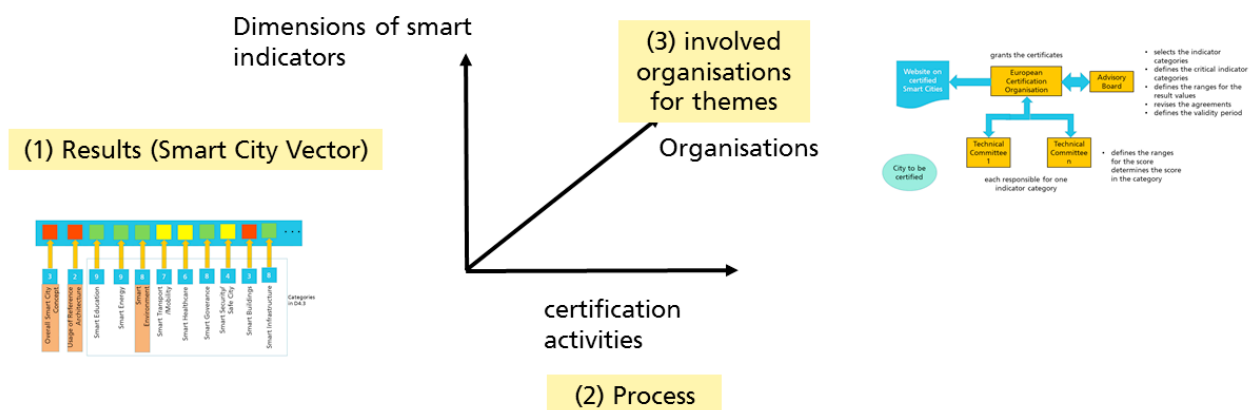 Dimensions of smart
indicators
(3) involved
organisations
for themes
Organisations
(1) Results (Smart City Vector)
certification
activities
(2) Process
3
2
9
9
8
7
6
8
4
3
8
Overall Smart City
Concept
Usage of Reference
Architecture
Smart Education
Smart Energy
Smart
Environment
Smart Transport
/Mobility
Smart Healthcare
Smart Goverance
Smart Security/
Safe City
Smart Buildings
Smart Infrastructure
Categories
in D4.3
grants the certificates
Website on
certified
Smart Cities
European
Certification
Organisation
Advisory
Board
• selects the indicator
categories
• defines the critical indicator
categories
• defines the ranges for the
result values
• revises the agreements
• defines the validity period
Technical
Committee
1
Technical
Committee
n
• defines the ranges
for the score
determines the score
in the category
City to be
certified
each responsible for one
indicator category